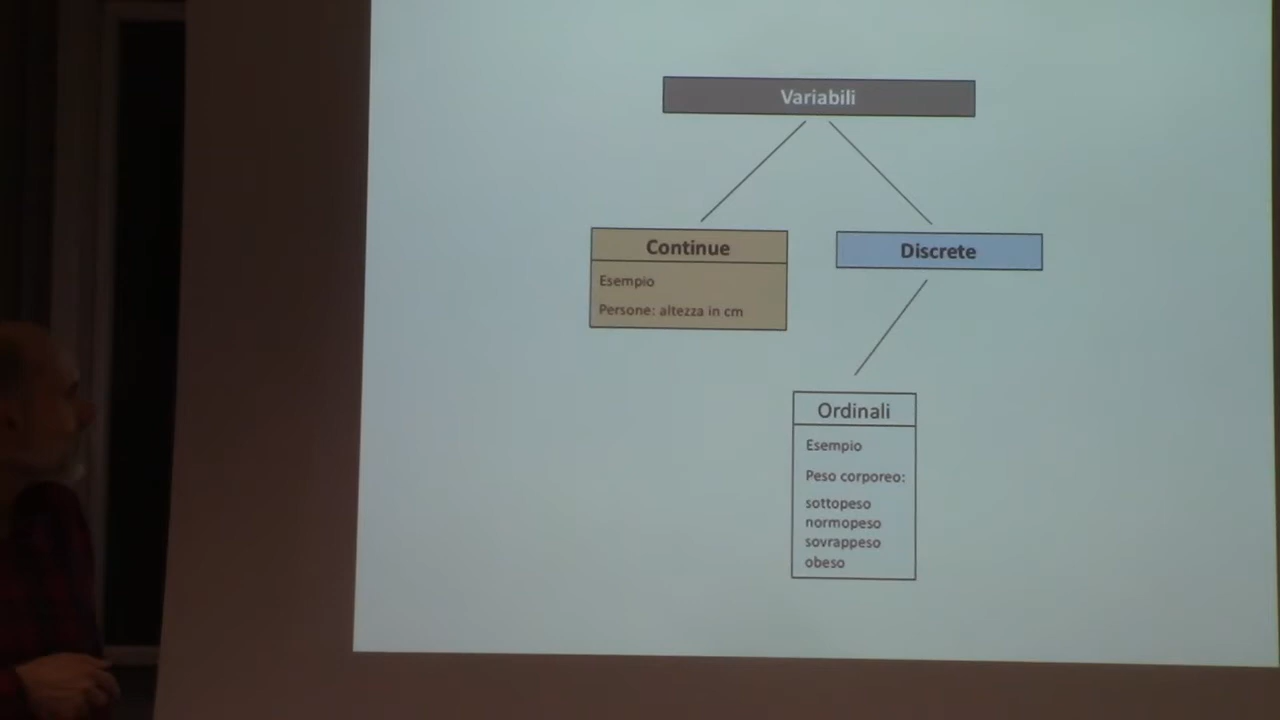 Variabili
Continue
Esempio
Persone: altezza in cm
Discrete
Ordinali
Esempio
Peso corporeo:
sottopeso
normopeso
sovrappeso
obeso